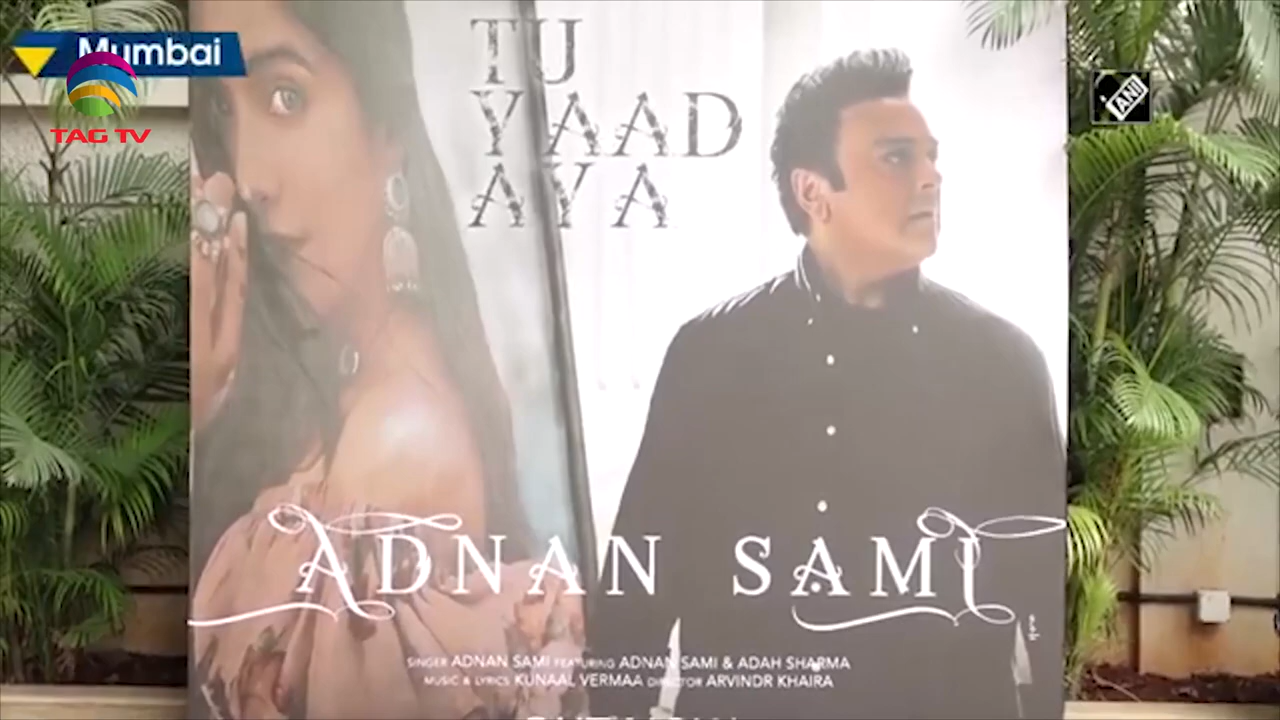 Mumbai
TAG TV
ANI
TU
YAAD
AYA
ADNAN SAMI
SINGER ADNAN SAMI FEATURING ADNAN SAMI & ADAH SHARMA
MUSIC & LYRICS KUNAAL VERMAA DIRECTOR ARVINDR KHAIRA